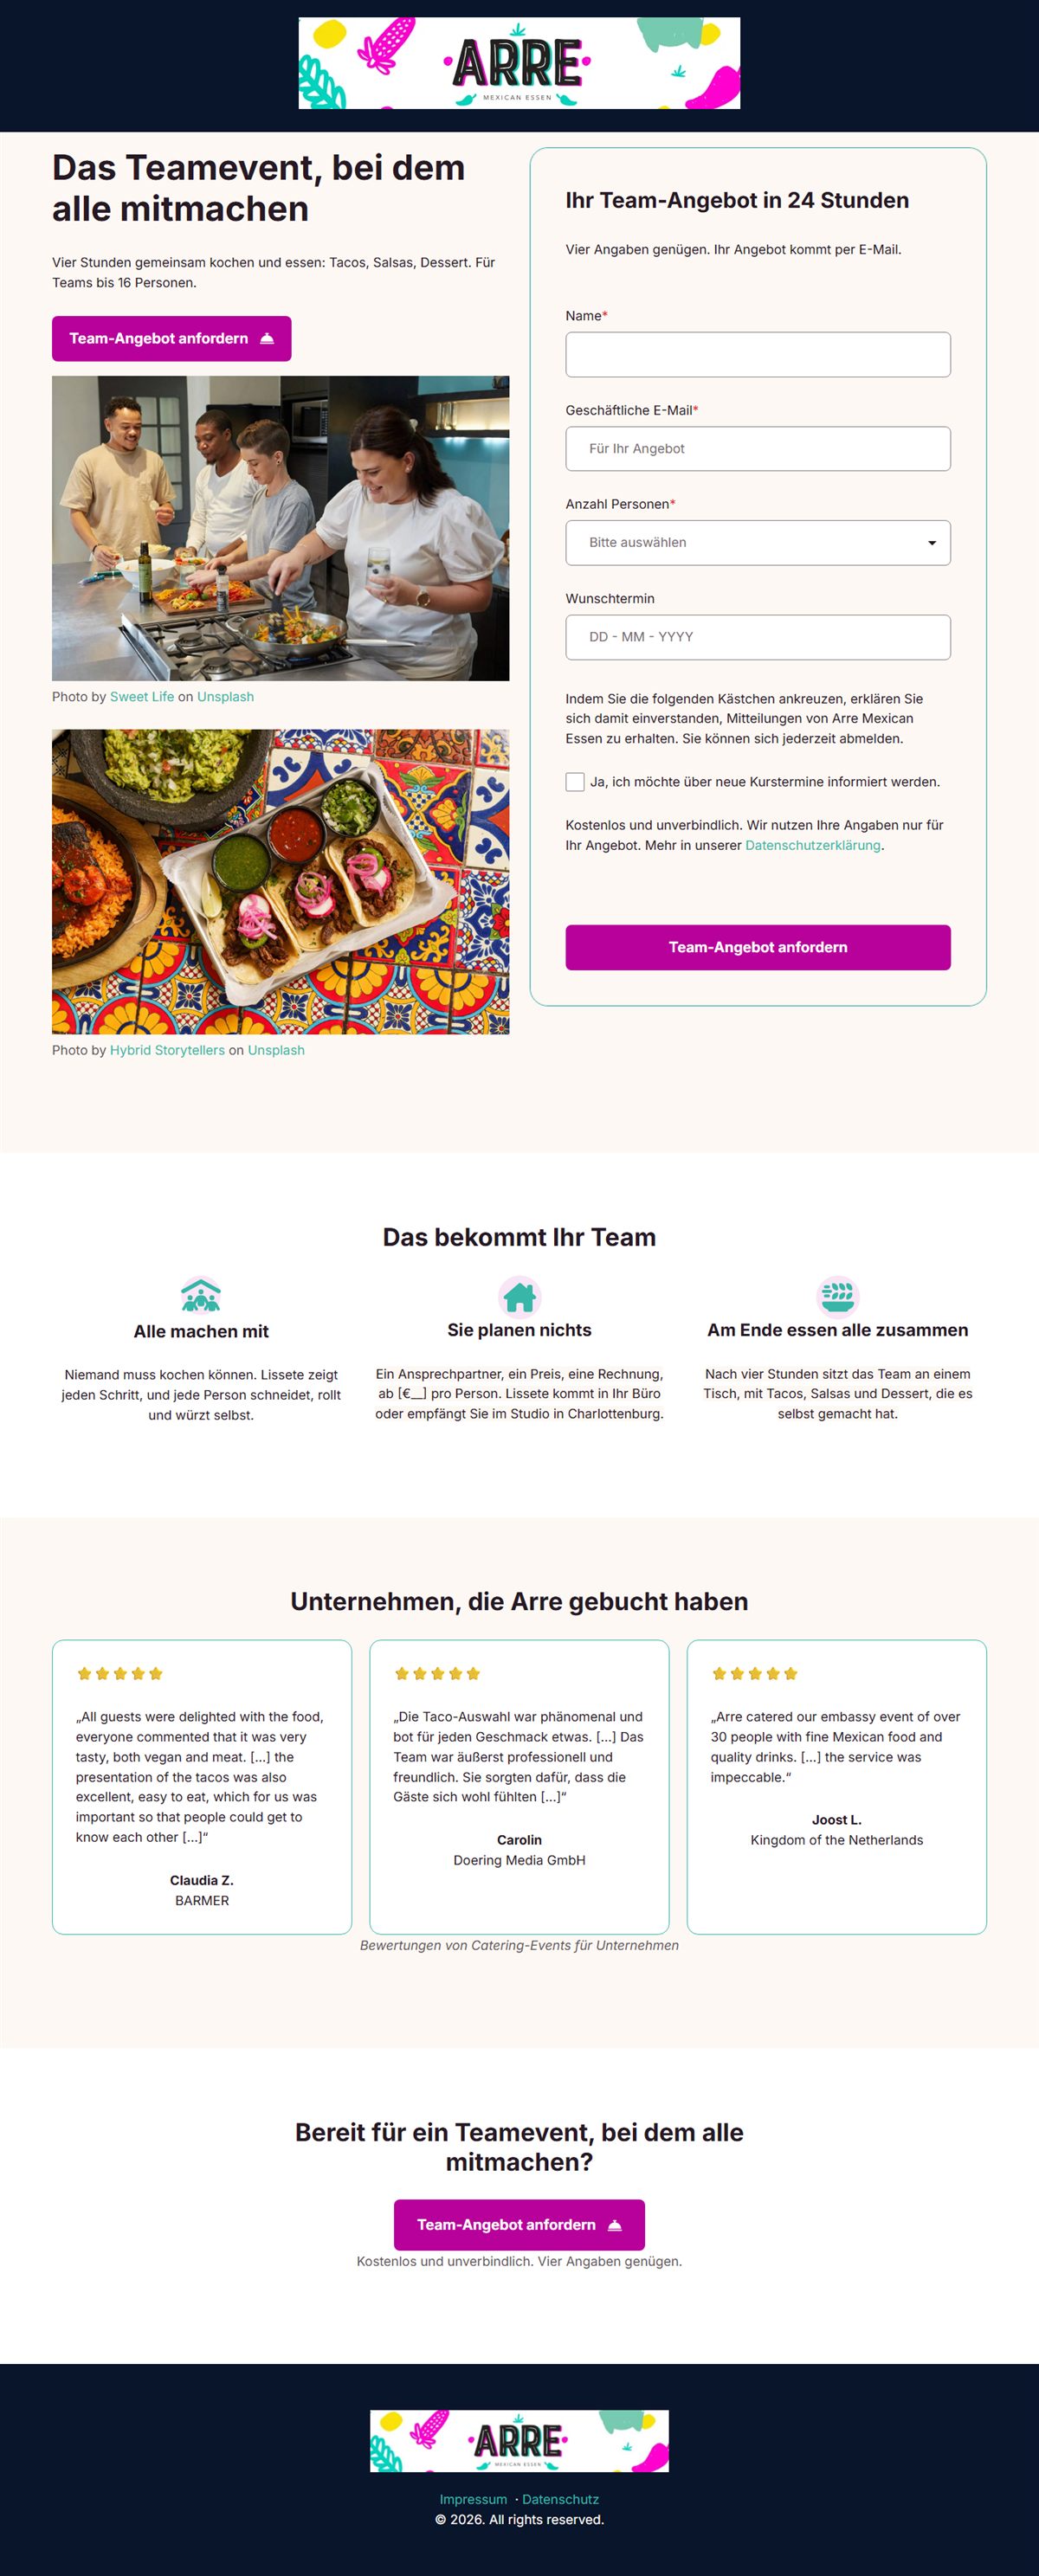 ARRE
MEXICAN ESSEN
Das Teamevent, bei dem
alle mitmachen
Vier Stunden gemeinsam kochen und essen: Tacos, Salsas, Dessert. Für
Teams bis 16 Personen.
Team-Angebot anfordern
Photo by Sweet Life on Unsplash
Photo by Hybrid Storytellers on Unsplash
Ihr Team-Angebot in 24 Stunden
Vier Angaben genügen. Ihr Angebot kommt per E-Mail.
Name*
Geschäftliche E-Mail*
Für Ihr Angebot
Anzahl Personen*
Bitte auswählen
Wunschtermin
DD - MM - YYYY
Indem Sie die folgenden Kästchen ankreuzen, erklären Sie
sich damit einverstanden, Mitteilungen von Arre Mexican
Essen zu erhalten. Sie können sich jederzeit abmelden.
Ja, ich möchte über neue Kurstermine informiert werden.
Kostenlos und unverbindlich. Wir nutzen Ihre Angaben nur für
Ihr Angebot. Mehr in unserer Datenschutzerklärung.
Team-Angebot anfordern
Das bekommt Ihr Team
Alle machen mit
Niemand muss kochen können. Lissete zeigt
jeden Schritt, und jede Person schneidet, rollt
und würzt selbst.
Sie planen nichts
Ein Ansprechpartner, ein Preis, eine Rechnung,
ab [€__] pro Person. Lissete kommt in Ihr Büro
oder empfängt Sie im Studio in Charlottenburg.
Am Ende essen alle zusammen
Nach vier Stunden sitzt das Team an einem
Tisch, mit Tacos, Salsas und Dessert, die es
selbst gemacht hat.
Unternehmen, die Arre gebucht haben
„All guests were delighted with the food,
everyone commented that it was very
tasty, both vegan and meat. [...] the
presentation of the tacos was also
excellent, easy to eat, which for us was
important so that people could get to
know each other [...]“
Claudia Z.
BARMER
„Die Taco-Auswahl war phänomenal und
bot für jeden Geschmack etwas. [...] Das
Team war äußerst professionell und
freundlich. Sie sorgten dafür, dass die
Gäste sich wohl fühlten [...]“
Carolin
Doering Media GmbH
„Arre catered our embassy event of over
30 people with fine Mexican food and
quality drinks. [...] the service was
impeccable.“
Joost L.
Kingdom of the Netherlands
Bewertungen von Catering-Events für Unternehmen
Bereit für ein Teamevent, bei dem alle
mitmachen?
Team-Angebot anfordern
Kostenlos und unverbindlich. Vier Angaben genügen.
ARRE
MEXICAN ESSEN
Impressum · Datenschutz
© 2026. All rights reserved.